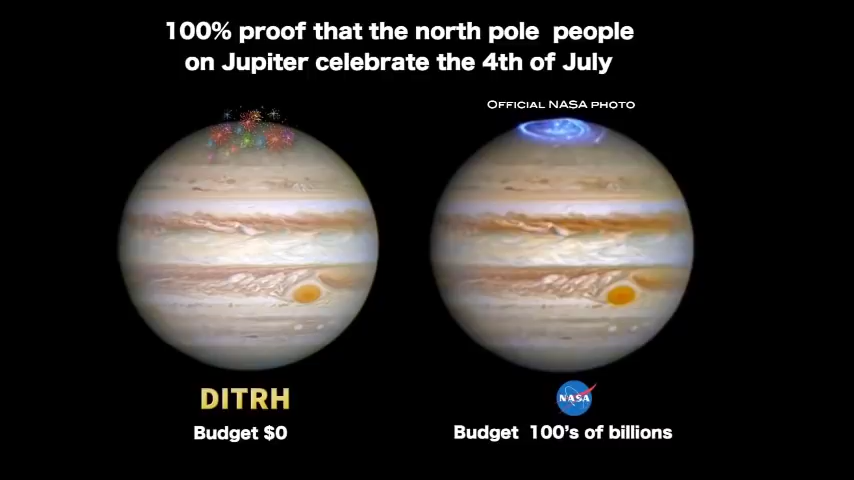 100% proof that the north pole people
on Jupiter celebrate the 4th of July
Official NASA photo
DITRH
NASA
Budget $0
Budget 100's of billions